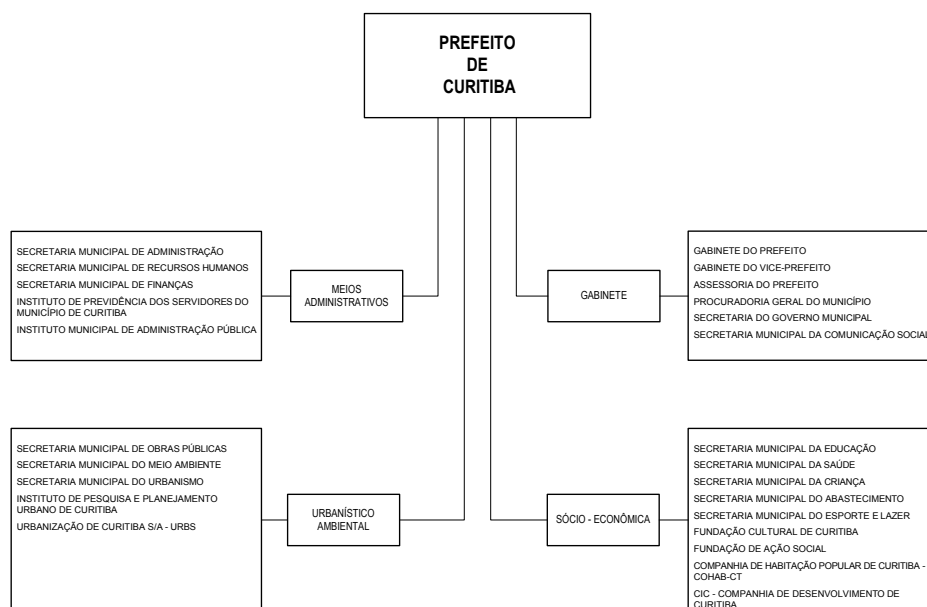 PREFEITO
DE
CURITIBA
SECRETARIA MUNICIPAL DE ADMINISTRAÇÃO
SECRETARIA MUNICIPAL DE RECURSOS HUMANOS
SECRETARIA MUNICIPAL DE FINANÇAS
INSTITUTO DE PREVIDÊNCIA DOS SERVIDORES DO
MUNICÍPIO DE CURITIBA
INSTITUTO MUNICIPAL DE ADMINISTRAÇÃO PÚBLICA
MEIOS
ADMINISTRATIVOS
GABINETE
GABINETE DO PREFEITO
GABINETE DO VICE-PREFEITO
ASSESSORIA DO PREFEITO
PROCURADORIA GERAL DO MUNICÍPIO
SECRETARIA DO GOVERNO MUNICIPAL
SECRETARIA MUNICIPAL DA COMUNICAÇÃO SOCIAL
SECRETARIA MUNICIPAL DE OBRAS PÚBLICAS
SECRETARIA MUNICIPAL DO MEIO AMBIENTE
SECRETARIA MUNICIPAL DO URBANISMO
INSTITUTO DE PESQUISA E PLANEJAMENTO
URBANO DE CURITIBA
URBANIZAÇÃO DE CURITIBA S/A - URBS
URBANÍSTICO
AMBIENTAL
SÓCIO - ECONÔMICA
SECRETARIA MUNICIPAL DA EDUCAÇÃO
SECRETARIA MUNICIPAL DA SAÚDE
SECRETARIA MUNICIPAL DA CRIANÇA
SECRETARIA MUNICIPAL DO ABASTECIMENTO
SECRETARIA MUNICIPAL DO ESPORTE E LAZER
FUNDAÇÃO CULTURAL DE CURITIBA
FUNDAÇÃO DE AÇÃO SOCIAL
COMPANHIA DE HABITAÇÃO POPULAR DE CURITIBA -
COHAB-CT
CIC - COMPANHIA DE DESENVOLVIMENTO DE
CURITIBA